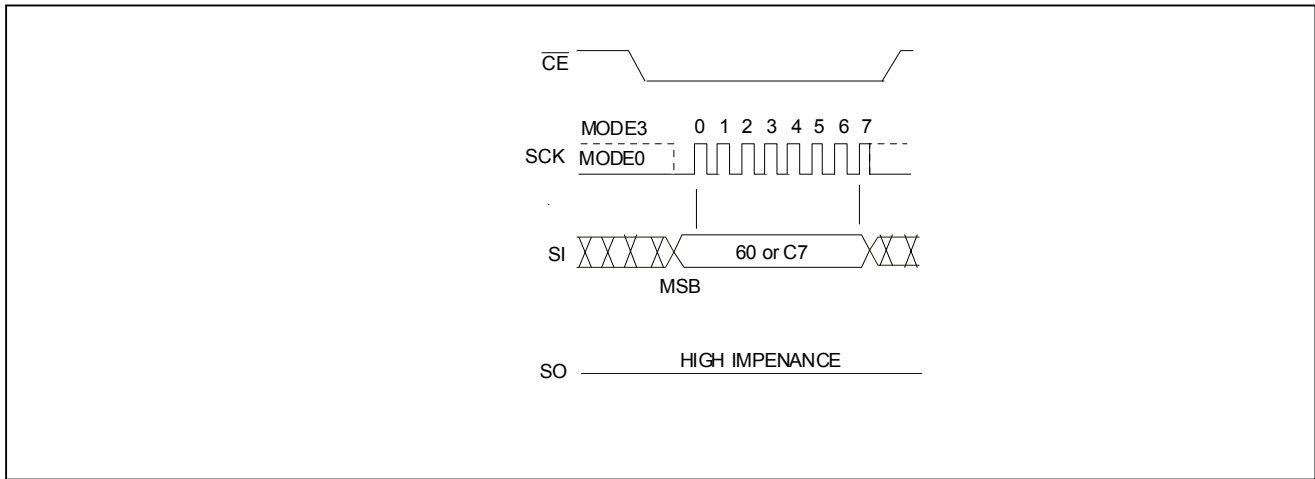 CE
MODE3 0 1 2 3 4 5 6 7
SCK MODE0
SI 60 or C7
MSB
HIGH IMPENANCE
SO